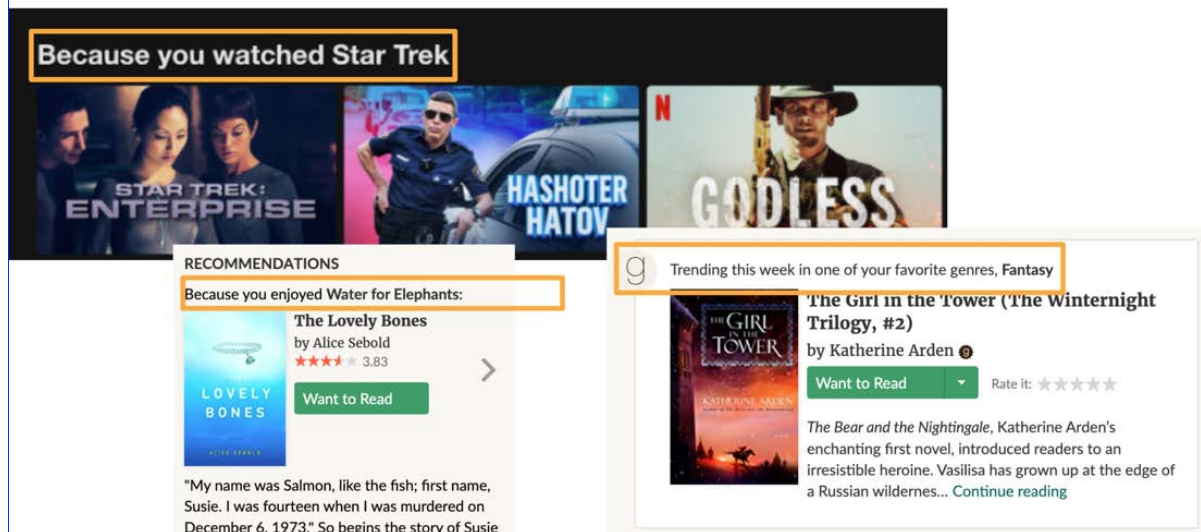 Because you watched Star Trek
STAR TREK:
ENTERPRISE
HASHOTER
HATOV
N
GODLESS
RECOMMENDATIONS
Because you enjoyed Water for Elephants:
The Lovely Bones
by Alice Sebold
3.83
Want to Read
LOVELY
BONES
ALICE SEBOLD
"My name was Salmon, like the fish; first name,
Susie. I was fourteen when I was murdered on
December 6, 1973." So begins the story of Susie
g Trending this week in one of your favorite genres, Fantasy
THE GIRL
IN THE
TOWER
KATHERINE ARDEN
The Girl in the Tower (The Winternight
Trilogy, #2)
by Katherine Arden g
Want to Read
Rate it:
The Bear and the Nightingale, Katherine Arden's
enchanting first novel, introduced readers to an
irresistible heroine. Vasilisa has grown up at the edge of
a Russian wildernes... Continue reading